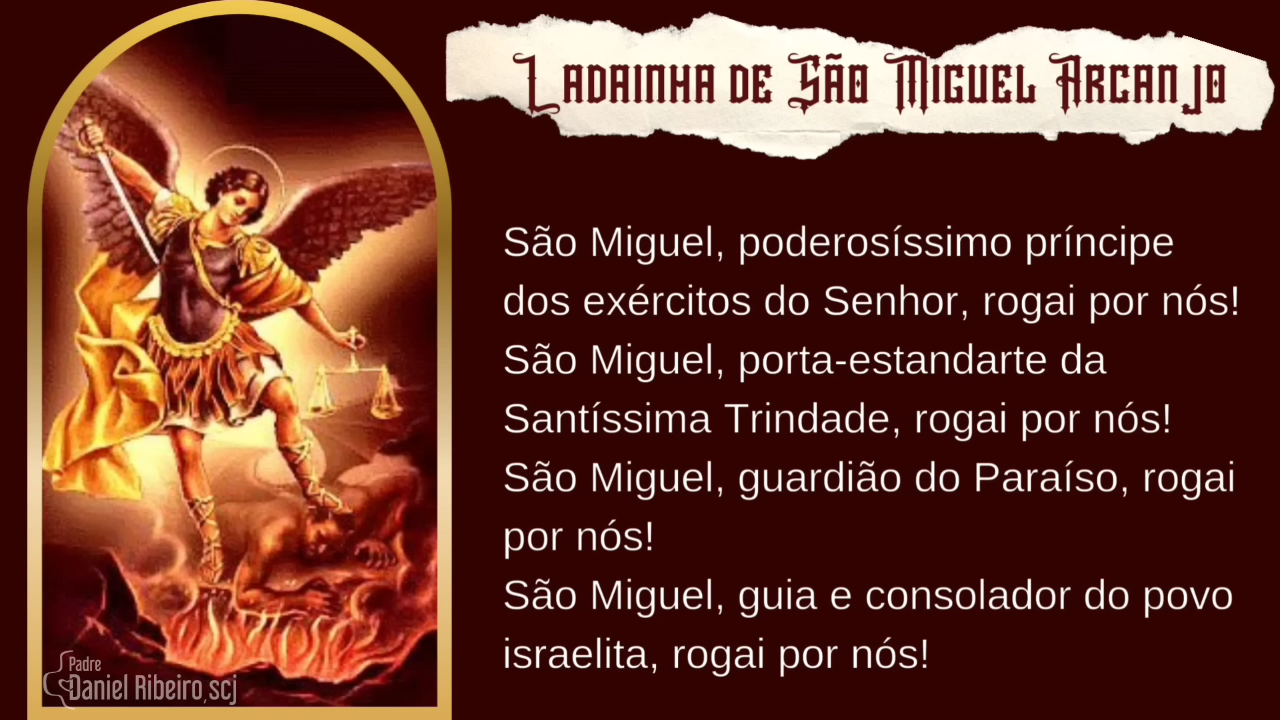 Ladainha de São Miguel Arcanjo
São Miguel, poderosíssimo príncipe
dos exércitos do Senhor, rogai por nós!
São Miguel, porta-estandarte da
Santíssima Trindade, rogai por nós!
São Miguel, guardião do Paraíso, rogai
por nós!
São Miguel, guia e consolador do povo
israelita, rogai por nós!
Padre
Daniel Ribeiro, scj